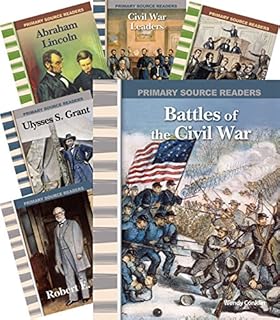 PRIMARY SOURCE READERS
Abraham
Lincoln
PRIMARY SOURCE READERS
Civil War
Leaders
PRIMARY SOURCE READERS
PRIMARY SOURCE READERS
Ulysses S. Grant
PRIMARY SOURCE READERS
Robert E.
PRIMARY SOURCE READERS
Battles of
the Civil War
Wendy Conklin